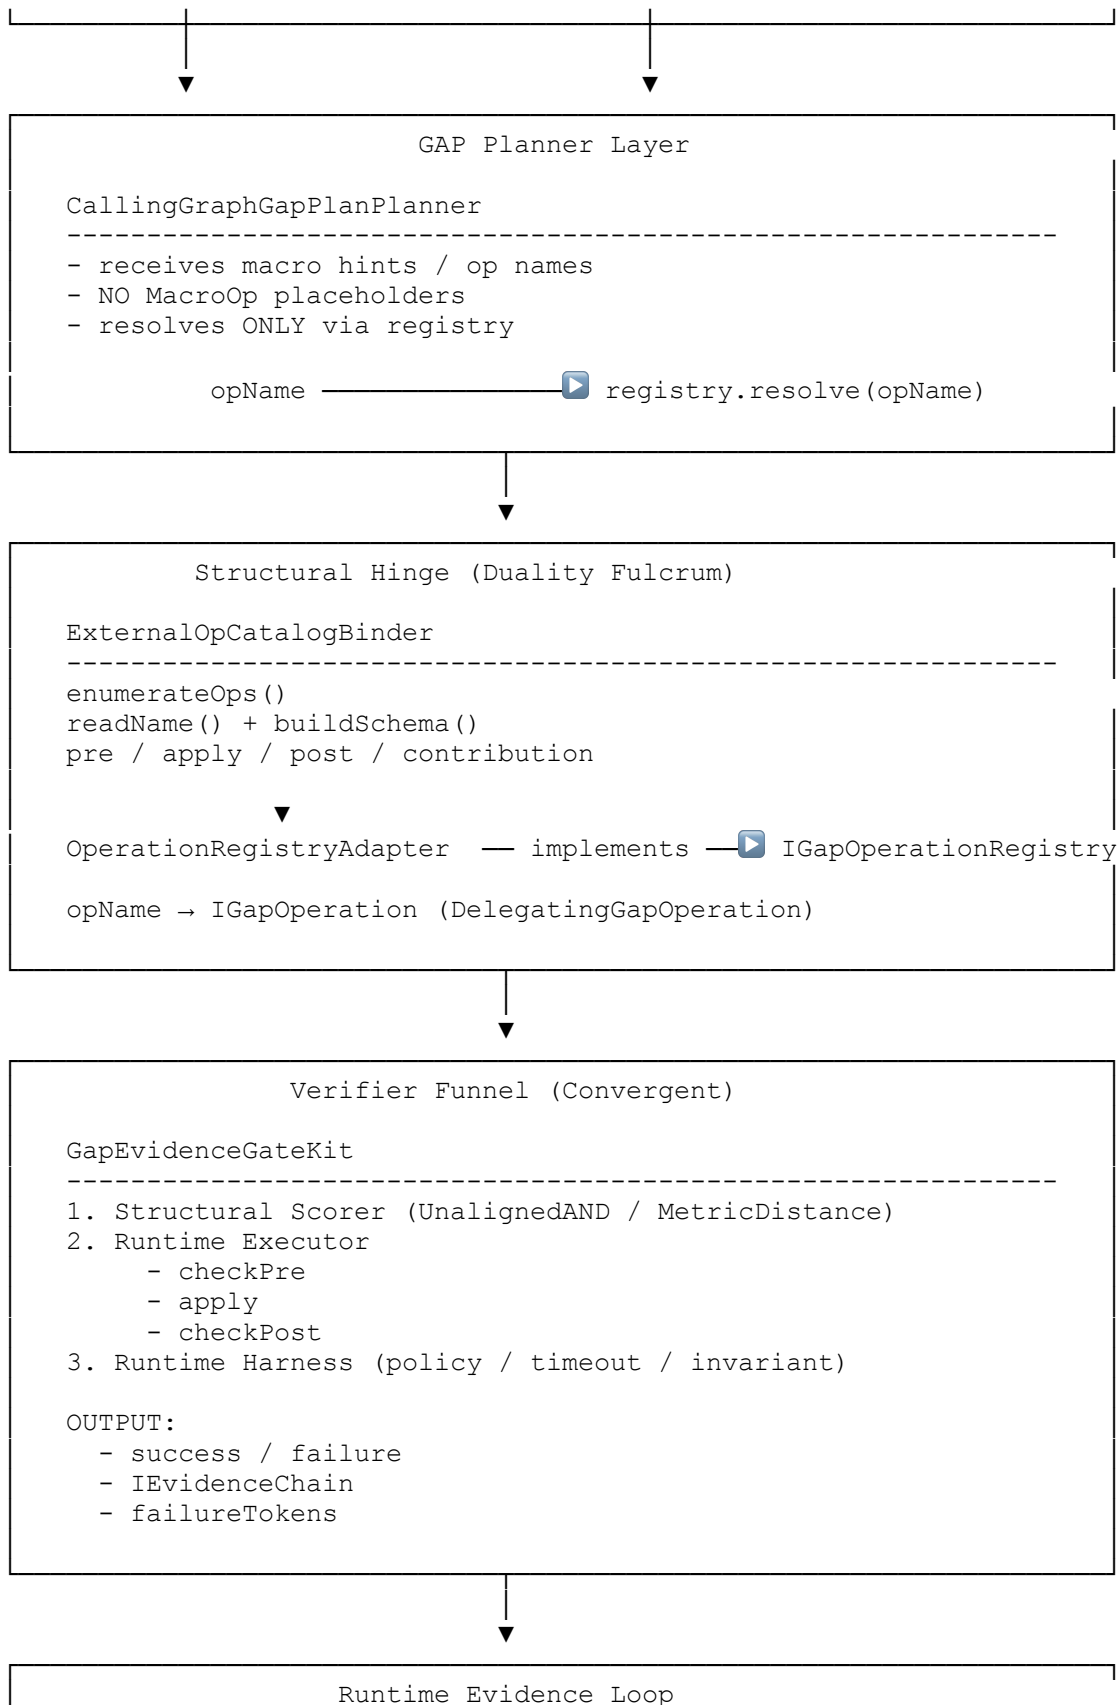 GAP Planner Layer
CallingGraphGapPlanPlanner
--------------------------------------------------------------
- receives macro hints / op names
- NO MacroOp placeholders
- resolves ONLY via registry
opName ───────────────▶ registry.resolve(opName)
Structural Hinge (Duality Fulcrum)
ExternalOpCatalogBinder
--------------------------------------------------------------
enumerateOps()
readName() + buildSchema()
pre / apply / post / contribution
▼
OperationRegistryAdapter ── implements ──▶ IGapOperationRegistry
opName → IGapOperation (DelegatingGapOperation)
Verifier Funnel (Convergent)
GapEvidenceGateKit
--------------------------------------------------------------
1. Structural Scorer (UnalignedAND / MetricDistance)
2. Runtime Executor
- checkPre
- apply
- checkPost
3. Runtime Harness (policy / timeout / invariant)
OUTPUT:
- success / failure
- IEvidenceChain
- failureTokens
Runtime Evidence Loop